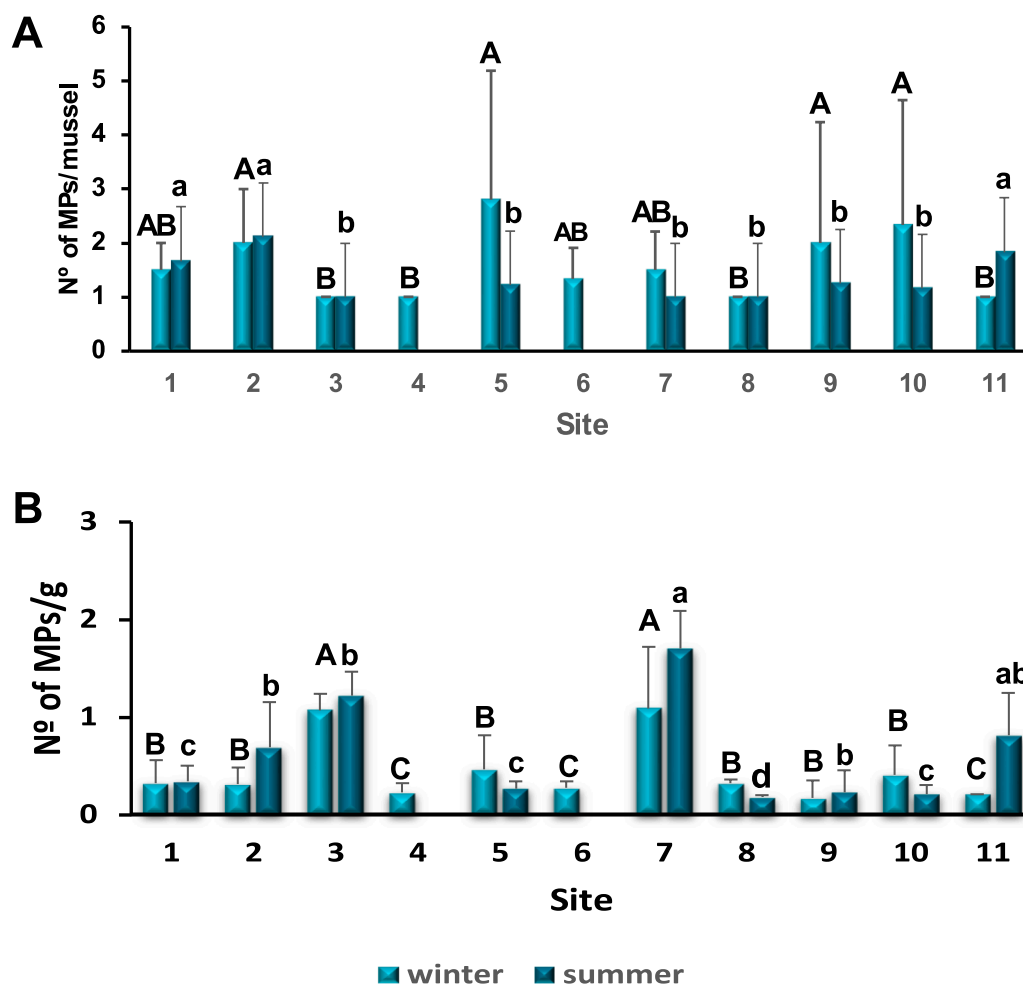 A
6
A
5
A
A
4
Nº of MPs/mussel
a
A a
a
3
b
b
b
b
AB
b
AB
AB
b
2
B
B
B
B
1
0
1 2 3 4 5 6 7 8 9 10 11
Site
B
3
Nº of MPs/g
a
2
A
A b
ab
b
1
B
B
B c
B
c
C
C
B
d
B b
c
C
0
1 2 3 4 5 6 7 8 9 10 11
Site
winter summer